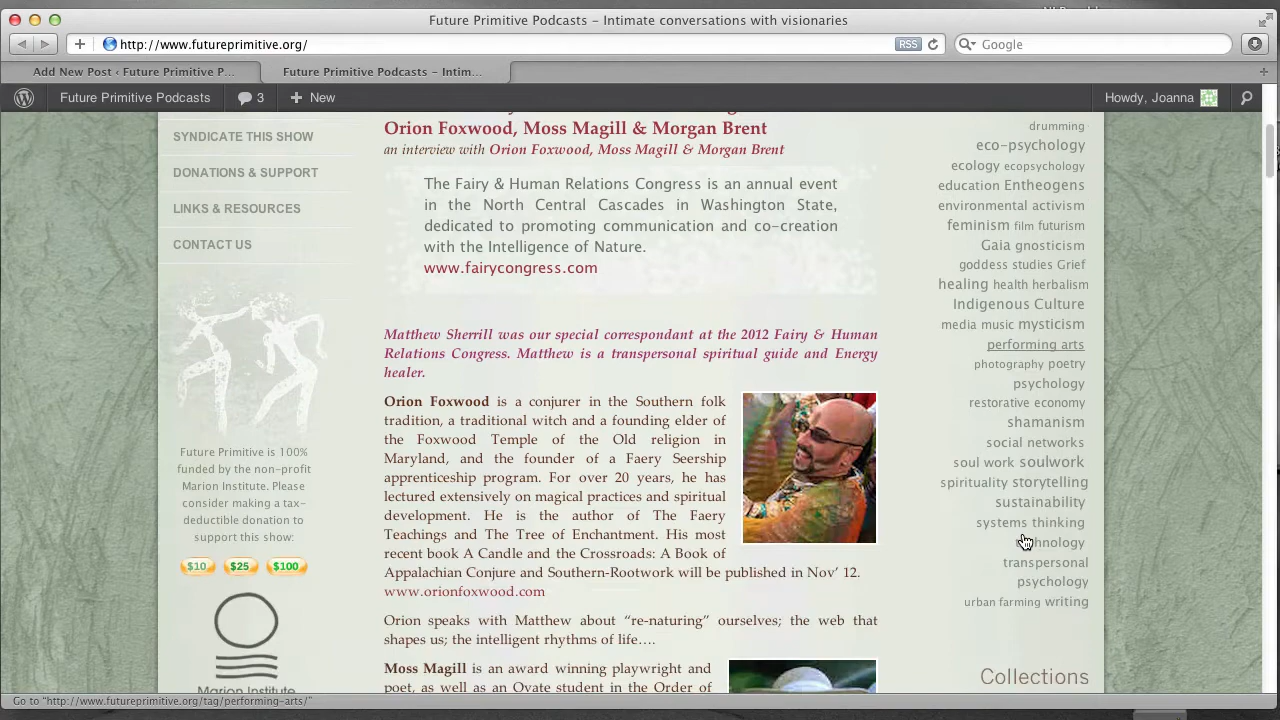 Future Primitive Podcasts – Intimate conversations with visionaries
http://www.futureprimitive.org/
RSS
Google
Add New Post ‹ Future Primitive P...
Future Primitive Podcasts – Intim...
Future Primitive Podcasts
3
New
Howdy, Joanna
SYNDICATE THIS SHOW
DONATIONS & SUPPORT
LINKS & RESOURCES
CONTACT US
Future Primitive is 100%
funded by the non-profit
Marion Institute. Please
consider making a tax-
deductible donation to
support this show:
$10
$25
$100
Marion Institute
Orion Foxwood, Moss Magill & Morgan Brent
an interview with Orion Foxwood, Moss Magill & Morgan Brent
The Fairy & Human Relations Congress is an annual event
in the North Central Cascades in Washington State,
dedicated to promoting communication and co-creation
with the Intelligence of Nature.
www.fairycongress.com
Matthew Sherrill was our special correspondant at the 2012 Fairy & Human
Relations Congress. Matthew is a transpersonal spiritual guide and Energy
healer.
Orion Foxwood is a conjurer in the Southern folk
tradition, a traditional witch and a founding elder of
the Foxwood Temple of the Old religion in
Maryland, and the founder of a Faery Seership
apprenticeship program. For over 20 years, he has
lectured extensively on magical practices and spiritual
development. He is the author of The Faery
Teachings and The Tree of Enchantment. His most
recent book A Candle and the Crossroads: A Book of
Appalachian Conjure and Southern-Rootwork will be published in Nov’ 12.
www.orionfoxwood.com
Orion speaks with Matthew about “re-naturing” ourselves; the web that
shapes us; the intelligent rhythms of life….
Moss Magill is an award winning playwright and
poet, as well as an Ovate student in the Order of
drumming
eco-psychology
ecology ecopsychology
education Entheogens
environmental activism
feminism film futurism
Gaia gnosticism
goddess studies Grief
healing health herbalism
Indigenous Culture
media music mysticism
performing arts
photography poetry
psychology
restorative economy
shamanism
social networks
soul work soulwork
spirituality storytelling
sustainability
systems thinking
technology
transpersonal
psychology
urban farming writing
Collections
Go to "http://www.futureprimitive.org/tag/performing-arts/"